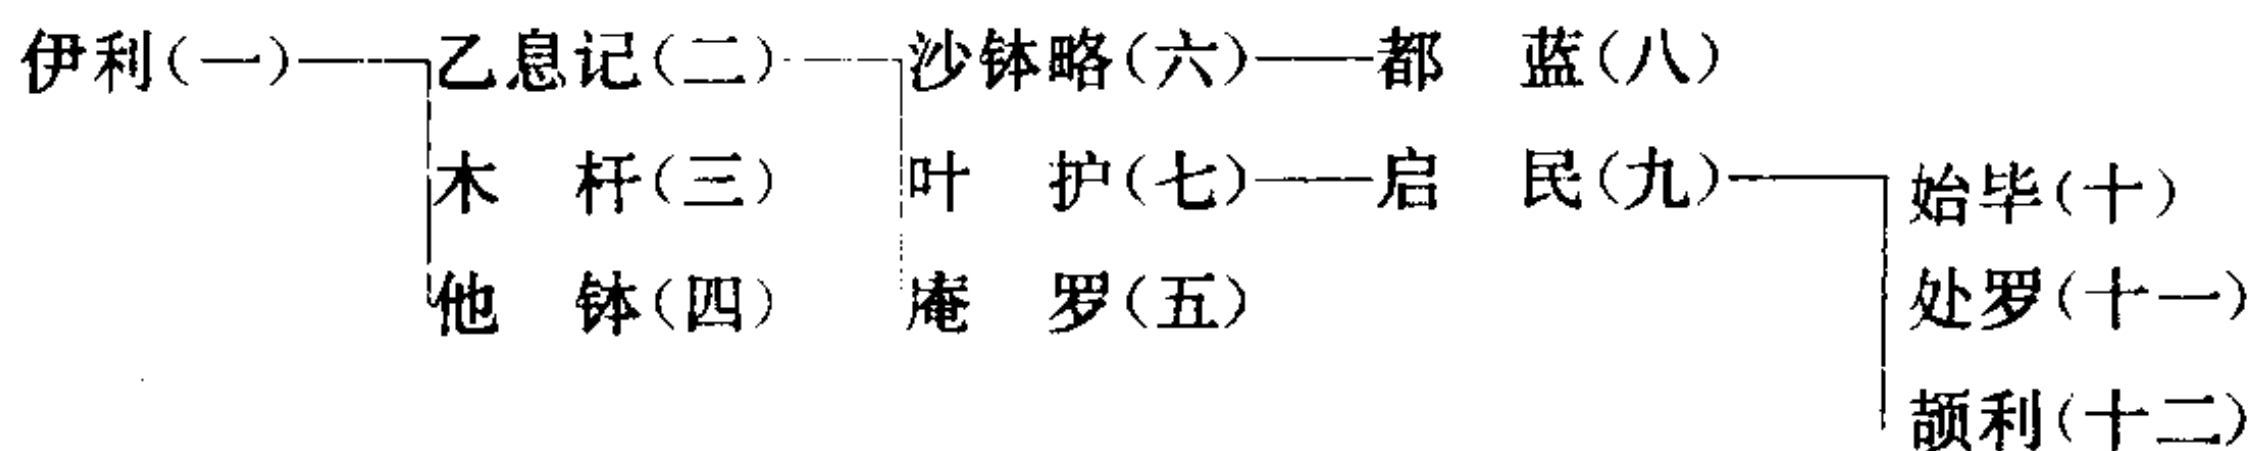 伊利(一) 乙息记(二) 沙钵略(六) 都 蓝(八)
木 杆(三) 叶 护(七) 启 民(九) 始毕(十)
他 钵(四) 庵 罗(五) 处罗(十一)
颉利(十二)